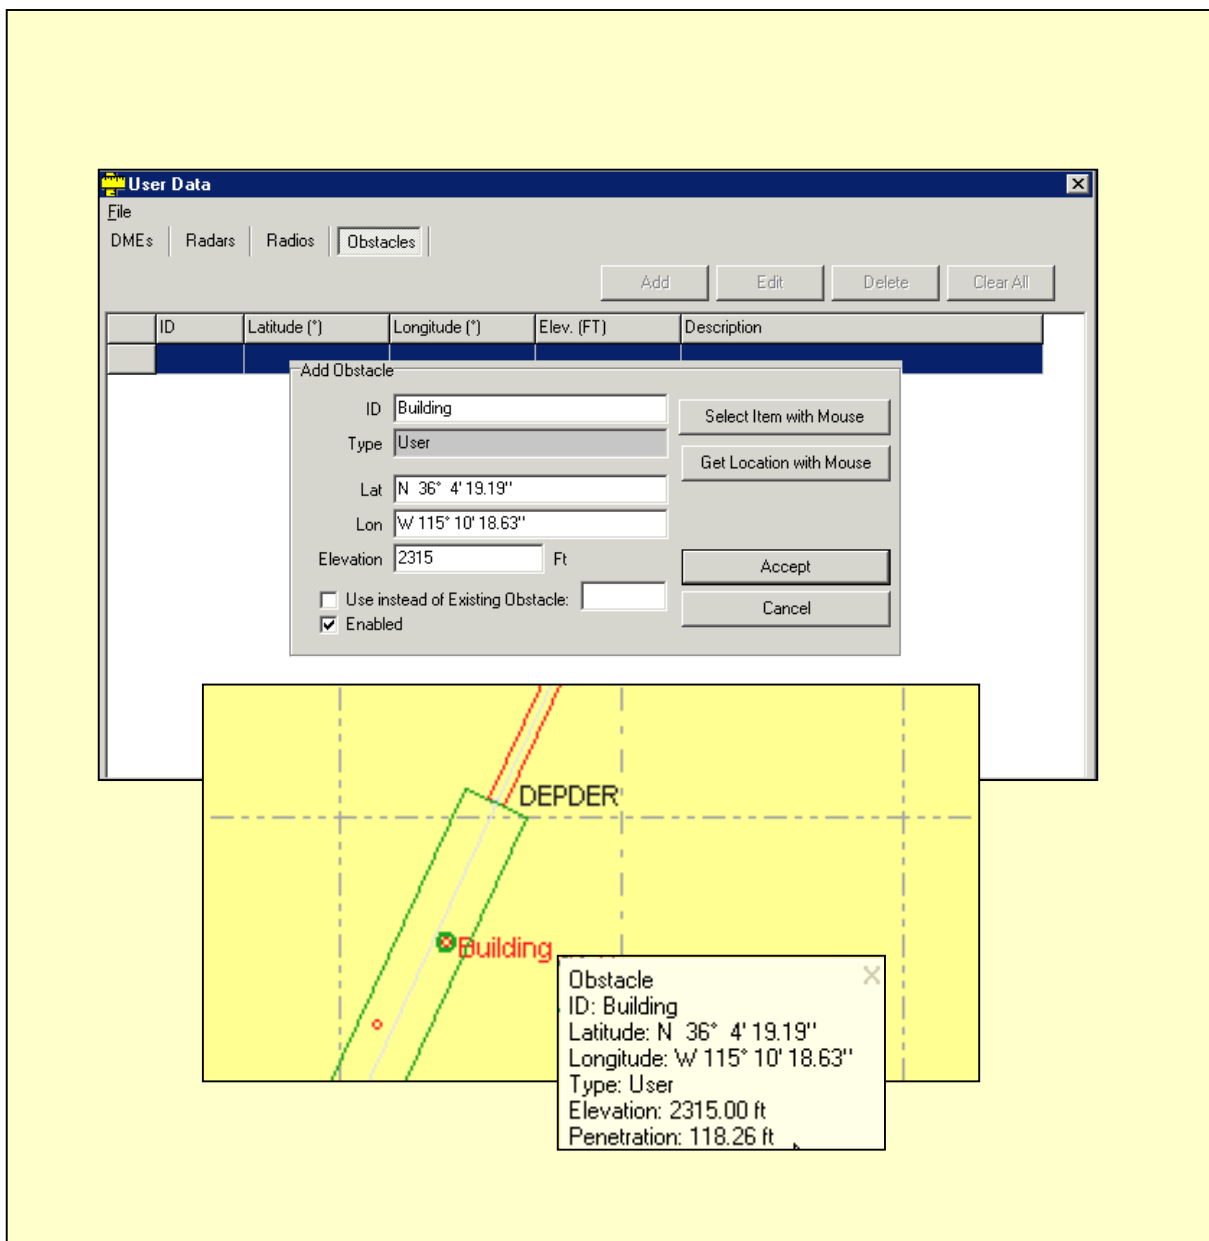 User Data
File
DMEs Radars Radios Obstacles
Add Edit Delete Clear All
ID Latitude (°) Longitude (°) Elev. (FT) Description
Add Obstacle
ID Building Select Item with Mouse
Type User
Get Location with Mouse
Lat N 36° 4' 19.19''
Lon W 115° 10' 18.63''
Elevation 2315 Ft
Accept
Use instead of Existing Obstacle:
Cancel
Enabled
DEPDER
Building
Obstacle
ID: Building
Latitude: N 36° 4' 19.19''
Longitude: W 115° 10' 18.63''
Type: User
Elevation: 2315.00 ft
Penetration: 118.26 ft